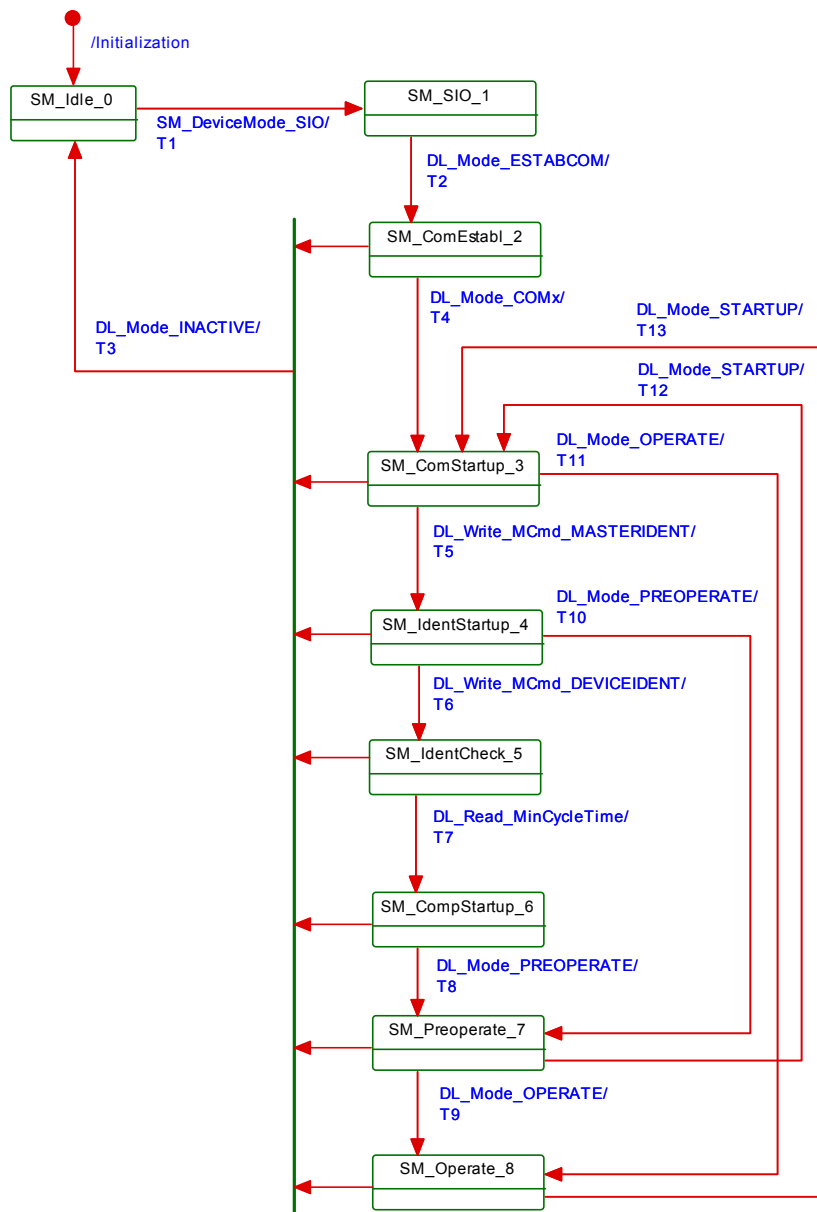 /Initialization
SM_Idle_0
SM_SIO_1
SM_DeviceMode_SIO/
T1
DL_Mode_ESTABCOM/
T2
SM_ComEstabl_2
DL_Mode_COMx/
T4
DL_Mode_STARTUP/
T13
DL_Mode_INACTIVE/
T3
DL_Mode_STARTUP/
T12
DL_Mode_OPERATE/
T11
SM_ComStartup_3
DL_Write_MCmd_MASTERIDENT/
T5
DL_Mode_PREOPERATE/
T10
SM_IdentStartup_4
DL_Write_MCmd_DEVICEIDENT/
T6
SM_IdentCheck_5
DL_Read_MinCycleTime/
T7
SM_CompStartup_6
DL_Mode_PREOPERATE/
T8
SM_Preoperate_7
DL_Mode_OPERATE/
T9
SM_Operate_8